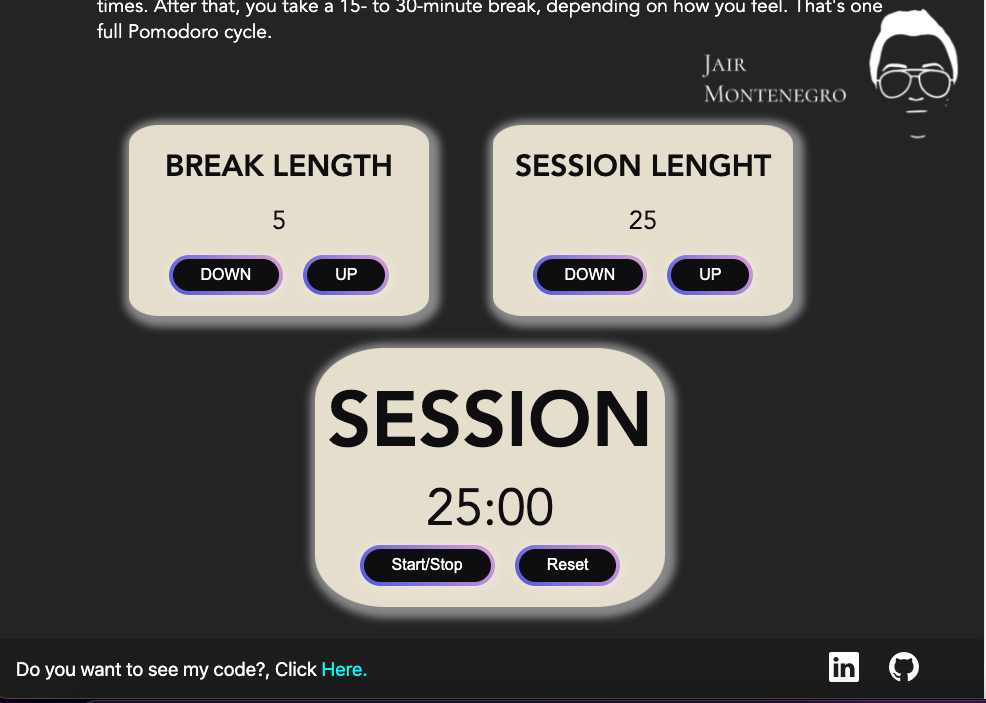 times. After that, you take a 15- to 30-minute break, depending on how you feel. That's one
full Pomodoro cycle.
Jair
Montenegro
BREAK LENGTH
5
DOWN
UP
SESSION LENGHT
25
DOWN
UP
SESSION
25:00
Start/Stop
Reset
Do you want to see my code?, Click Here.
in